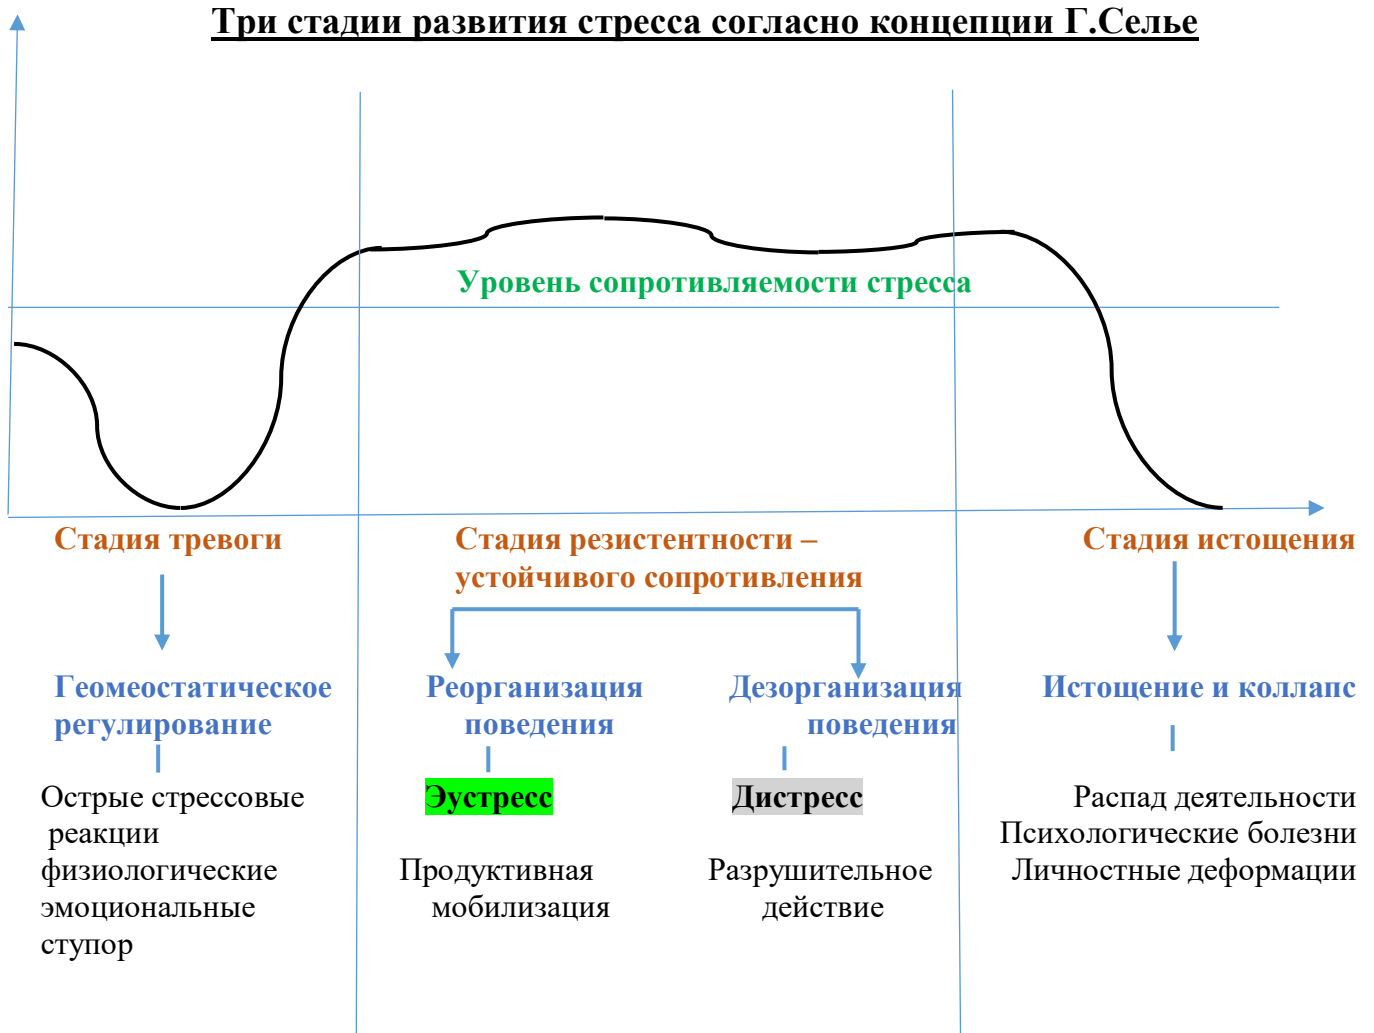 Три стадии развития стресса согласно концепции Г.Селье
Уровень сопротивляемости стресса
Стадия тревоги
Стадия резистентности –
устойчивого сопротивления
Стадия истощения
Геомеостатическое
регулирование
Реорганизация
поведения
Дезорганизация
поведения
Истощение и коллапс
Острые стрессовые
реакции
физиологические
эмоциональные
ступор
Эустресс
Продуктивная
мобилизация
Дистресс
Разрушительное
действие
Распад деятельности
Психологические болезни
Личностные деформации